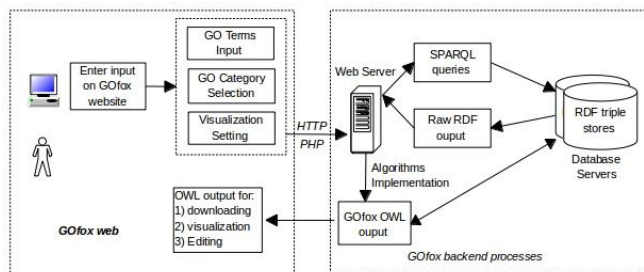 GO Terms
Input
Enter input
on GOfox
website
GO Category
Selection
Visualization
Setting
HTTP
PHP
Web Server
SPARQL
queries
Raw RDF
ouput
RDF triple
stores
Database
Servers
Algorithms
Implementation
OWL output for:
1) downloading
2) visualization
3) Editing
GOfox OWL
ouput
GOfox web
GOfox backend processes